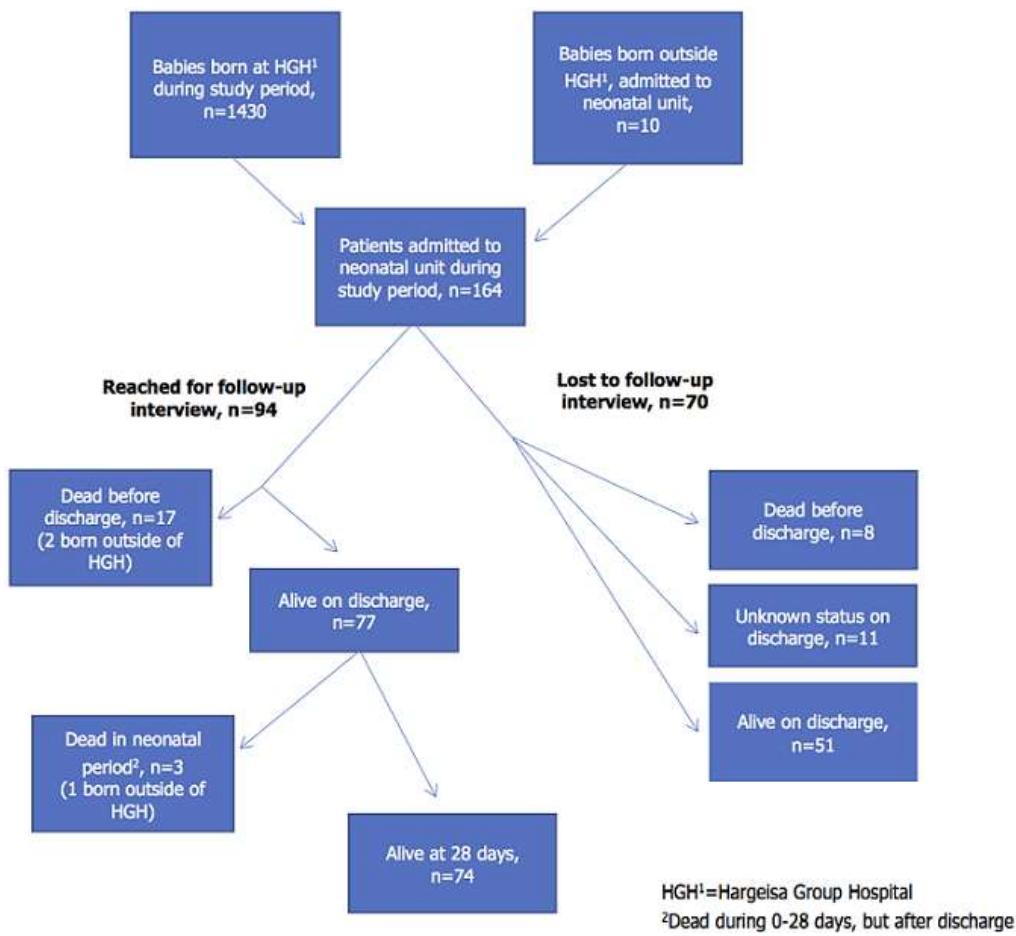 Babies born at HGH¹
during study period,
n=1430
Babies born outside
HGH¹, admitted to
neonatal unit,
n=10
Patients admitted to
neonatal unit during
study period, n=164
Reached for follow-up
interview, n=94
Lost to follow-up
interview, n=70
Dead before
discharge, n=17
(2 born outside of
HGH)
Dead before
discharge, n=8
Alive on discharge,
n=77
Unknown status on
discharge, n=11
Alive on discharge,
n=51
Dead in neonatal
period², n=3
(1 born outside of
HGH)
Alive at 28 days,
n=74
HGH¹=Hargeisa Group Hospital
²Dead during 0-28 days, but after discharge